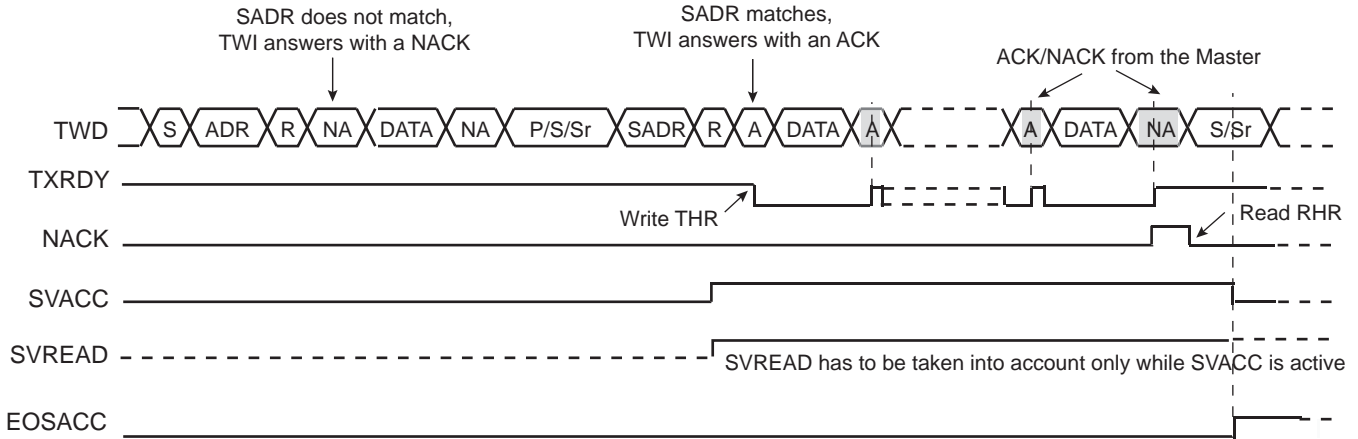 SADR does not match,
TWI answers with a NACK
SADR matches,
TWI answers with an ACK
ACK/NACK from the Master
TWD S ADR R NA DATA NA P/S/Sr SADR R A DATA A A DATA NA S/Sr
TXRDY
Write THR
Read RHR
NACK
SVACC
SVREAD
SVREAD has to be taken into account only while SVACC is active
EOSACC